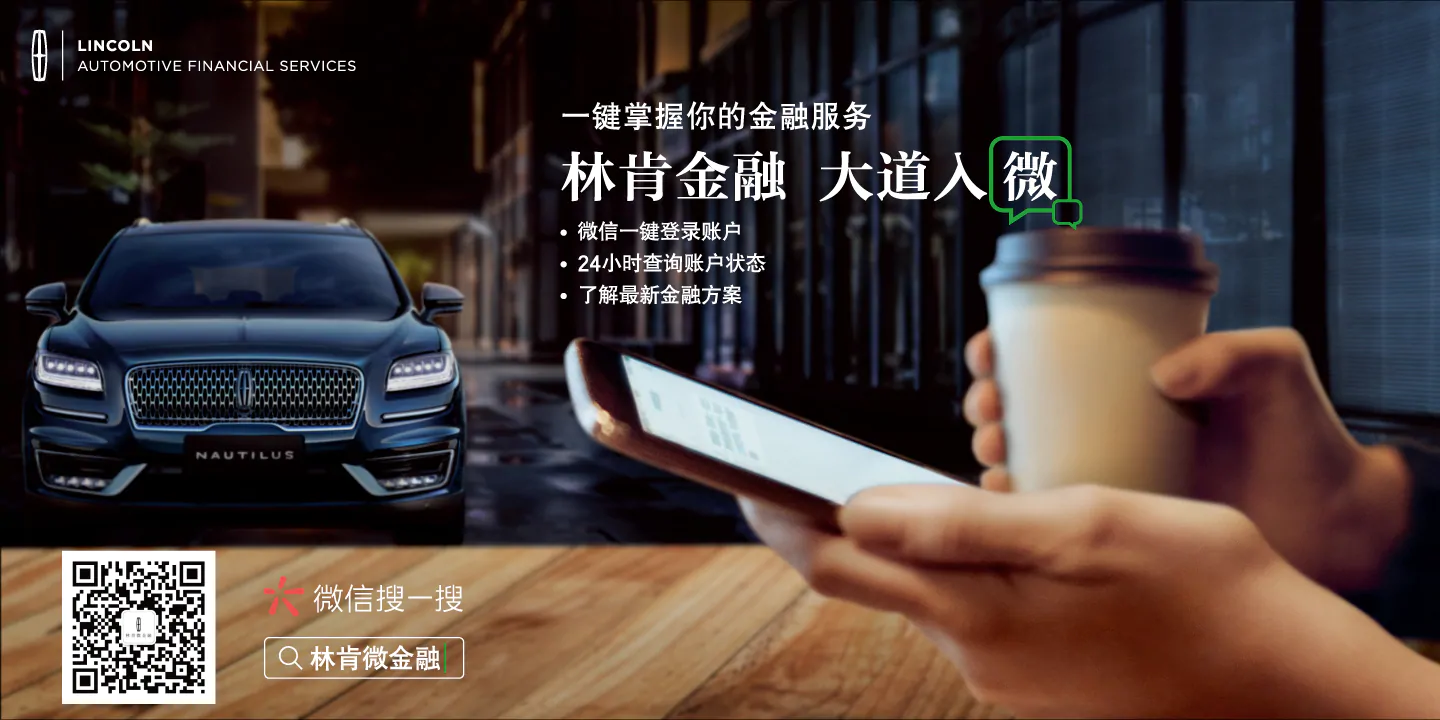 LINCOLN
AUTOMOTIVE FINANCIAL SERVICES
一键掌握你的金融服务
林肯金融 大道入微
• 微信一键登录账户
• 24小时查询账户状态
• 了解最新金融方案
NAUTILUS
微信搜一搜
林肯微金融